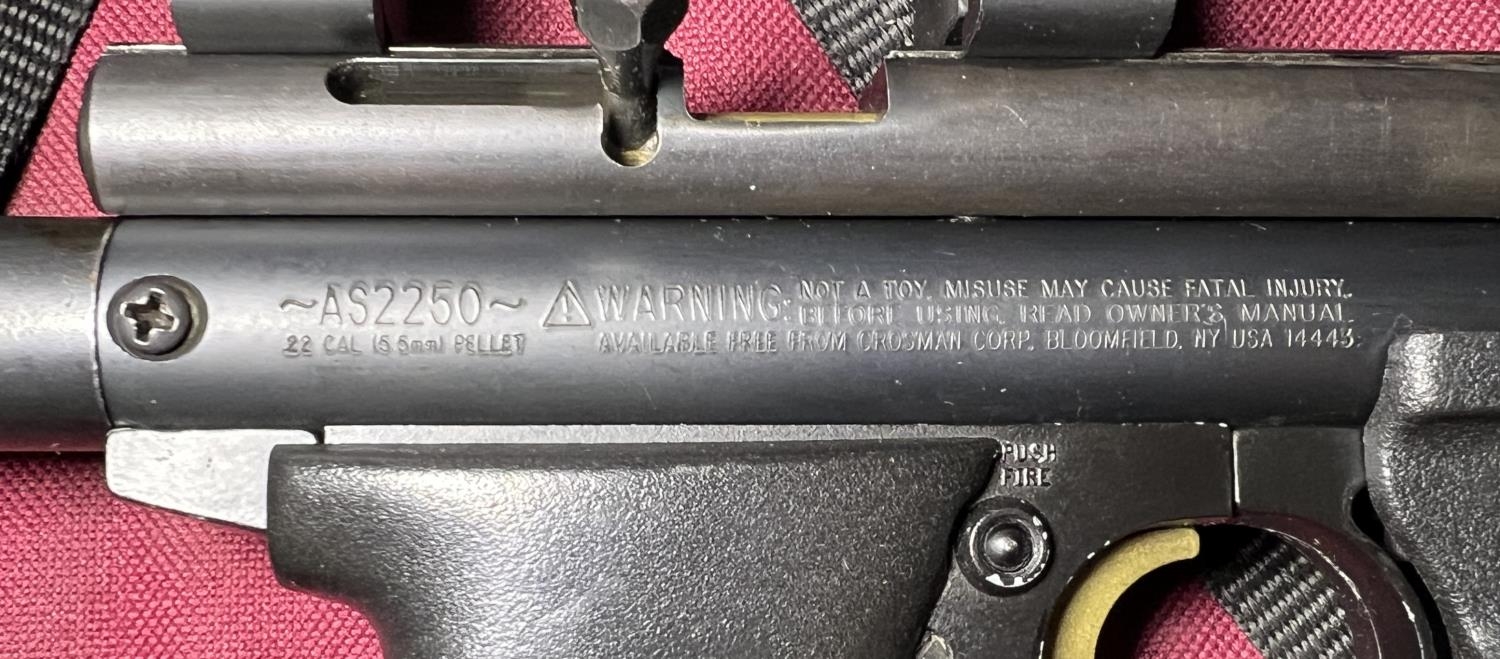 ~AS2250~
.22 CAL (5.5mm) PELLET
⚠WARNING: NOT A TOY. MISUSE MAY CAUSE FATAL INJURY.
BEFORE USING, READ OWNER'S MANUAL
AVAILABLE FREE FROM CROSMAN CORP. BLOOMFIELD, NY USA 14443
PUSH
FIRE